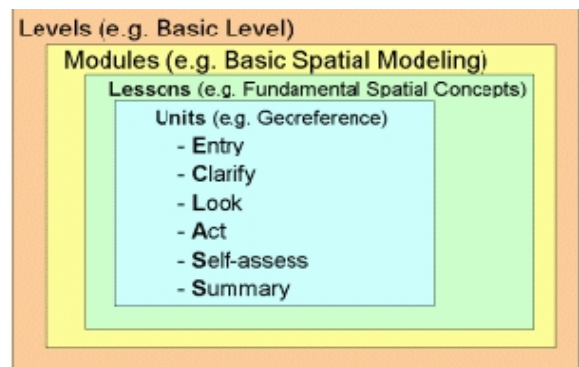 Levels (e.g. Basic Level)
Modules (e.g. Basic Spatial Modeling)
Lessons (e.g. Fundamental Spatial Concepts)
Units (e.g. Georeference)
- Entry
- Clarify
- Look
- Act
- Self-assess
- Summary